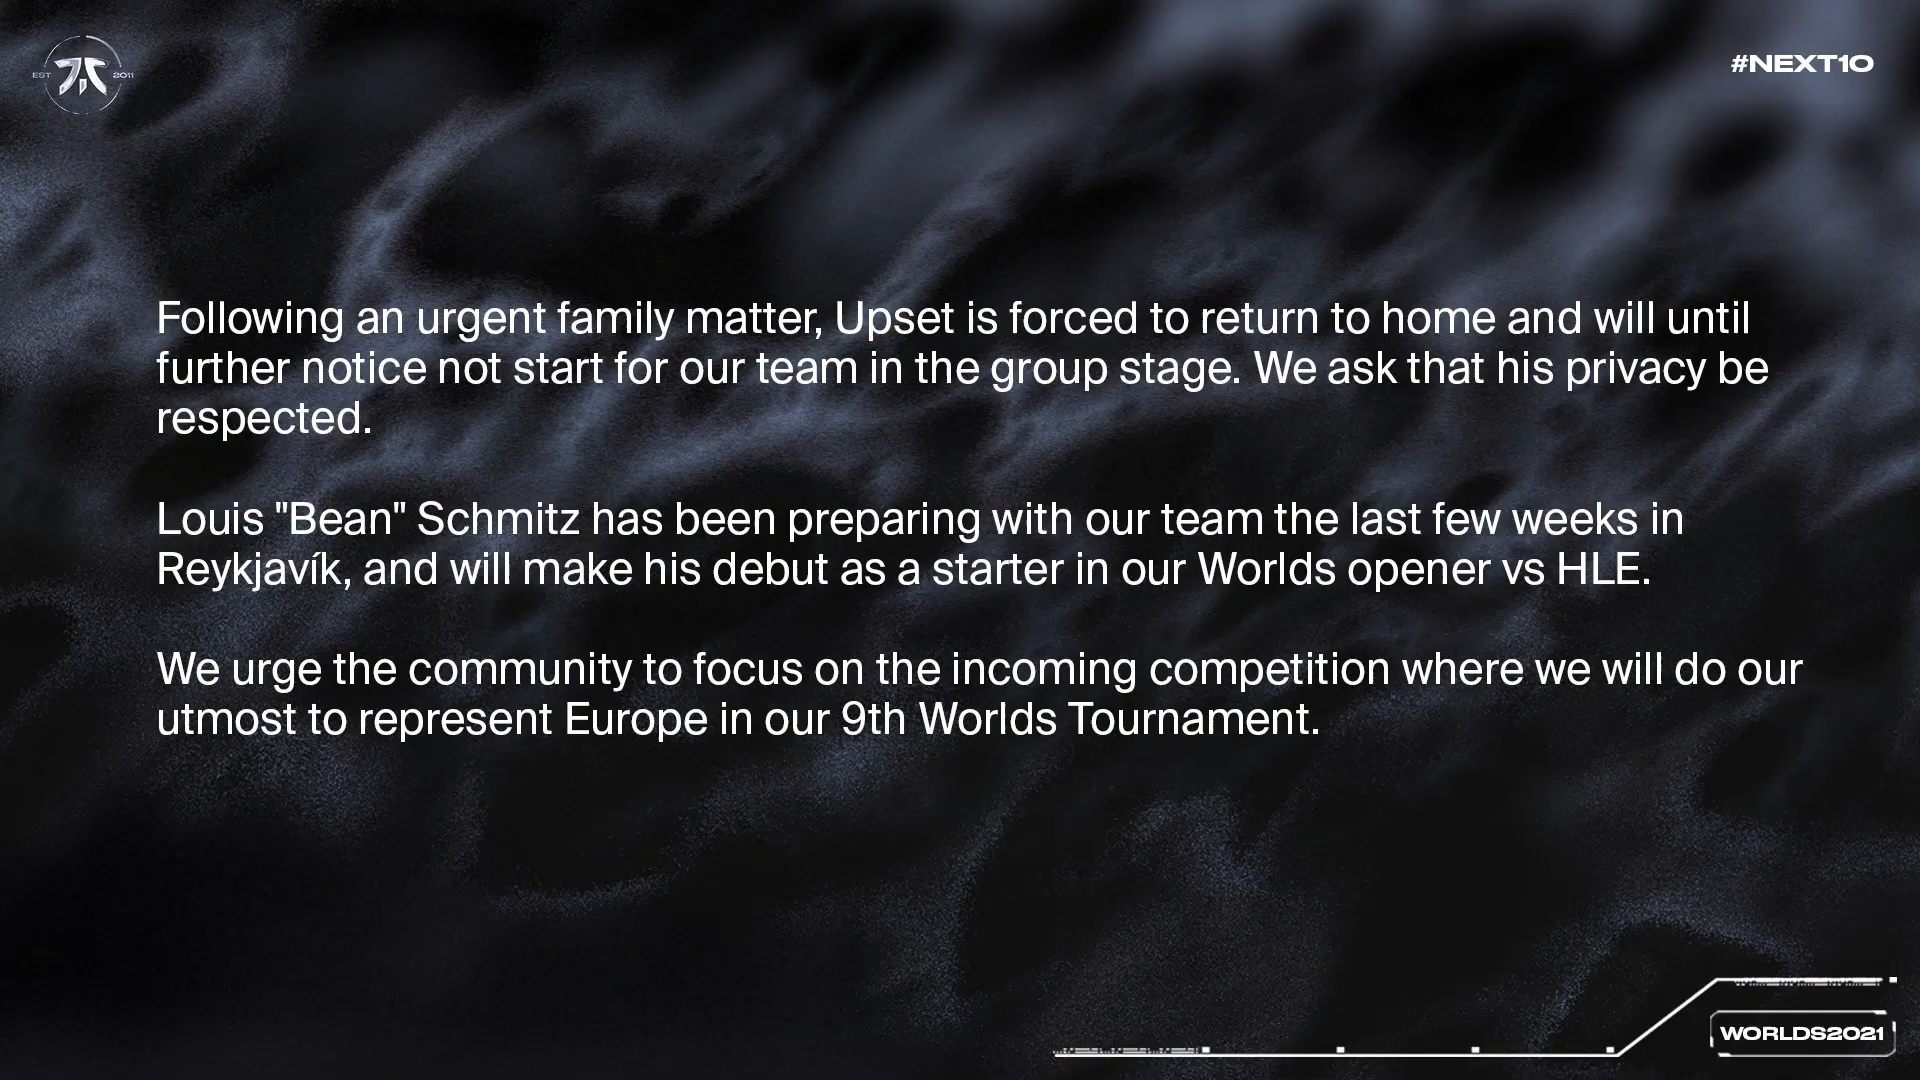 EST 2011
#NEXT10
Following an urgent family matter, Upset is forced to return to home and will until
further notice not start for our team in the group stage. We ask that his privacy be
respected.
Louis "Bean" Schmitz has been preparing with our team the last few weeks in
Reykjavík, and will make his debut as a starter in our Worlds opener vs HLE.
We urge the community to focus on the incoming competition where we will do our
utmost to represent Europe in our 9th Worlds Tournament.
WORLDS2021